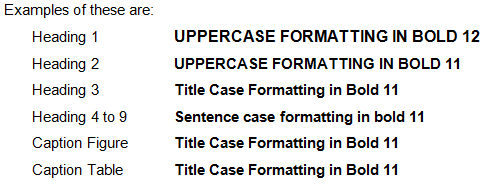 Examples of these are:
Heading 1 UPPERCASE FORMATTING IN BOLD 12
Heading 2 UPPERCASE FORMATTING IN BOLD 11
Heading 3 Title Case Formatting in Bold 11
Heading 4 to 9 Sentence case formatting in bold 11
Caption Figure Title Case Formatting in Bold 11
Caption Table Title Case Formatting in Bold 11